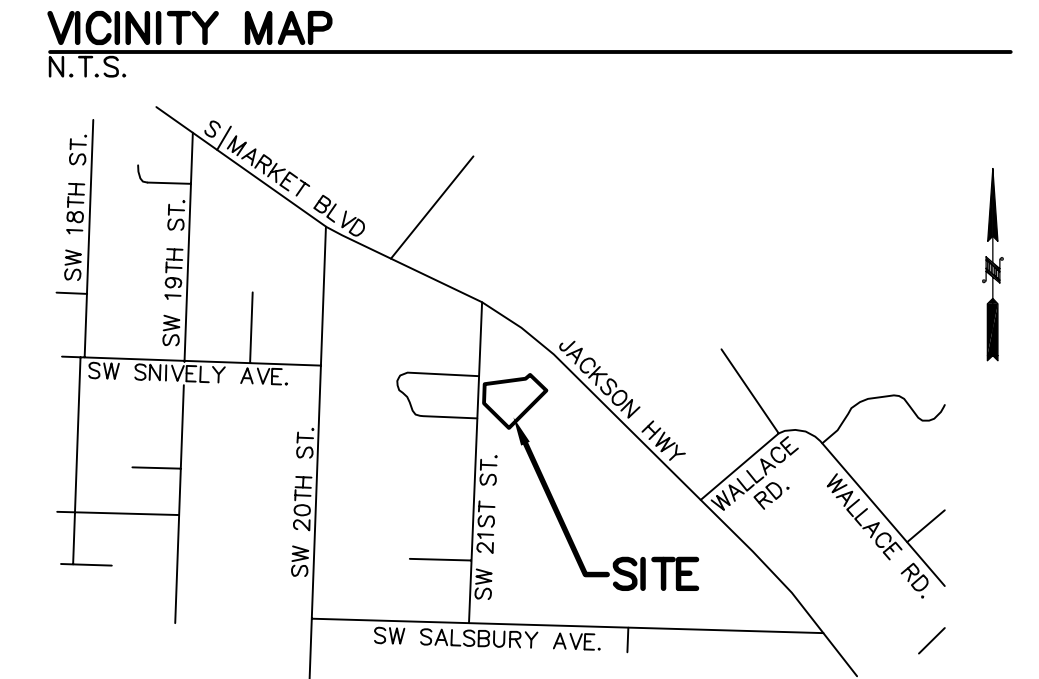 VICINITY MAP
N.T.S.
S MARKET BLVD
SW 18TH ST.
SW 19TH ST.
N
JACKSON HWY
SW SNIVELY AVE.
SW 20TH ST.
SW 21ST ST.
WALLACE
RD.
WALLACE RD.
SITE
SW SALSBURY AVE.